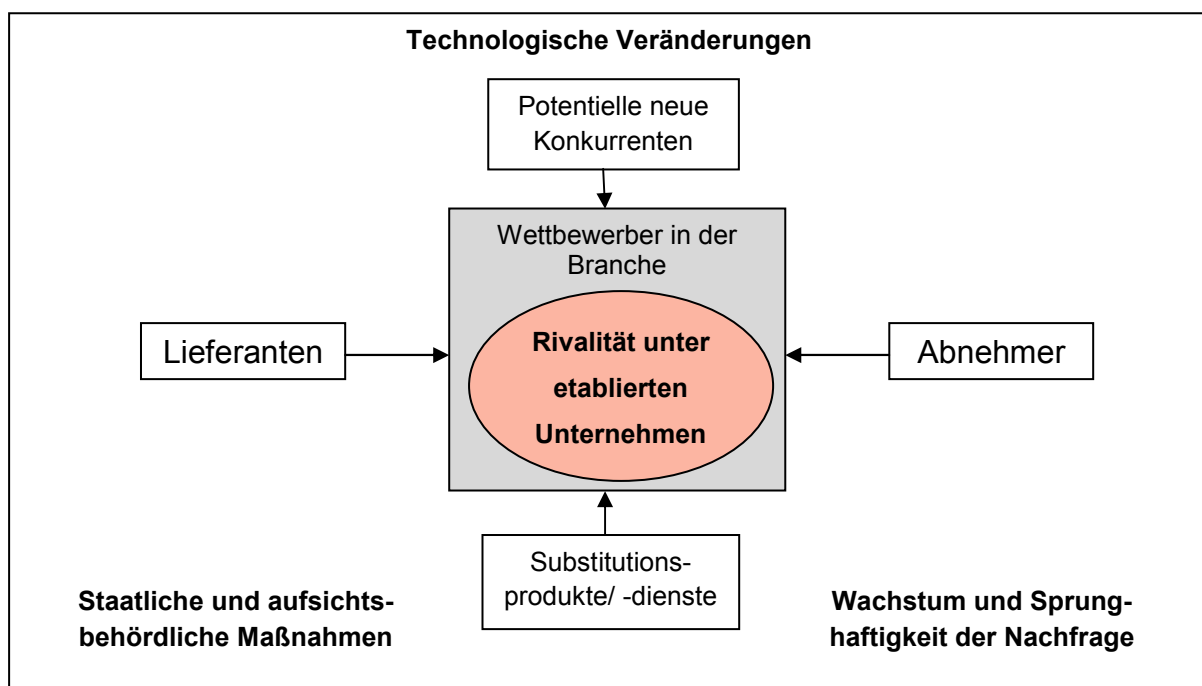 Technologische Veränderungen
Potentielle neue
Konkurrenten
Wettbewerber in der
Branche
Lieferanten
Rivalität unter
etablierten
Unternehmen
Abnehmer
Substitutions-
produkte/ -dienste
Staatliche und aufsichts-
behördliche Maßnahmen
Wachstum und Sprung-
haftigkeit der Nachfrage